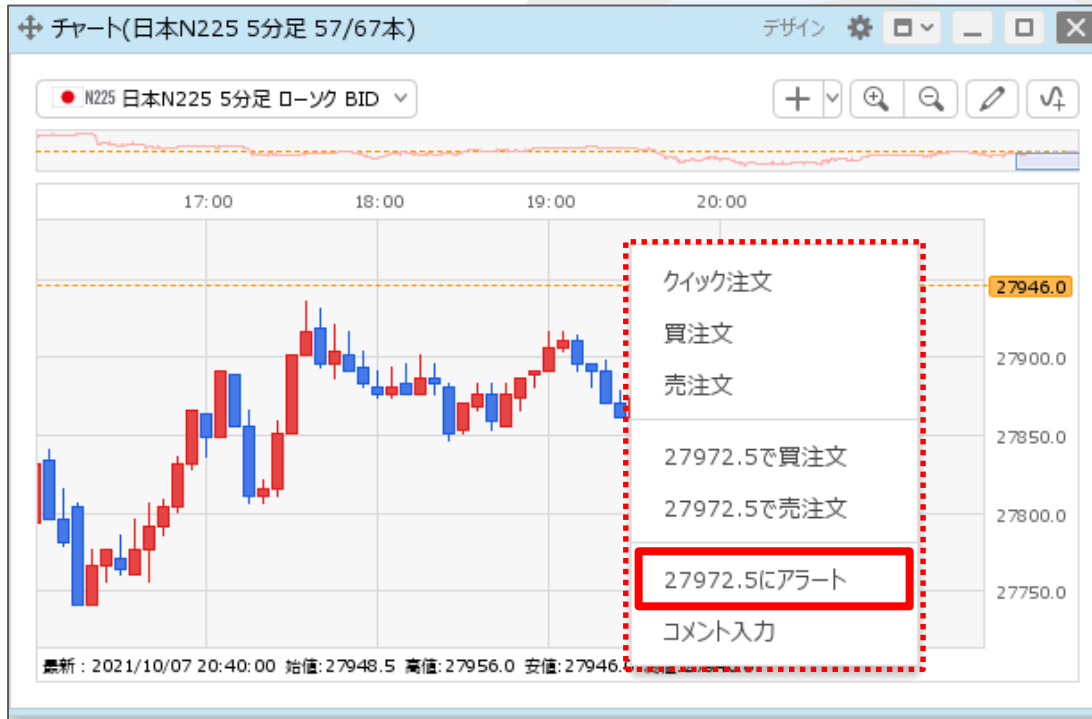 チャート(日本N225 5分足 57/67本)
デザイン
N225 日本N225 5分足 ローソク BID
17:00 18:00 19:00 20:00
クイック注文
27946.0
買注文
27900.0
売注文
27850.0
27972.5で買注文
27972.5で売注文
27800.0
27972.5にアラート
27750.0
コメント入力
最新：2021/10/07 20:40:00 始値:27948.5 高値:27956.0 安値:27946.0